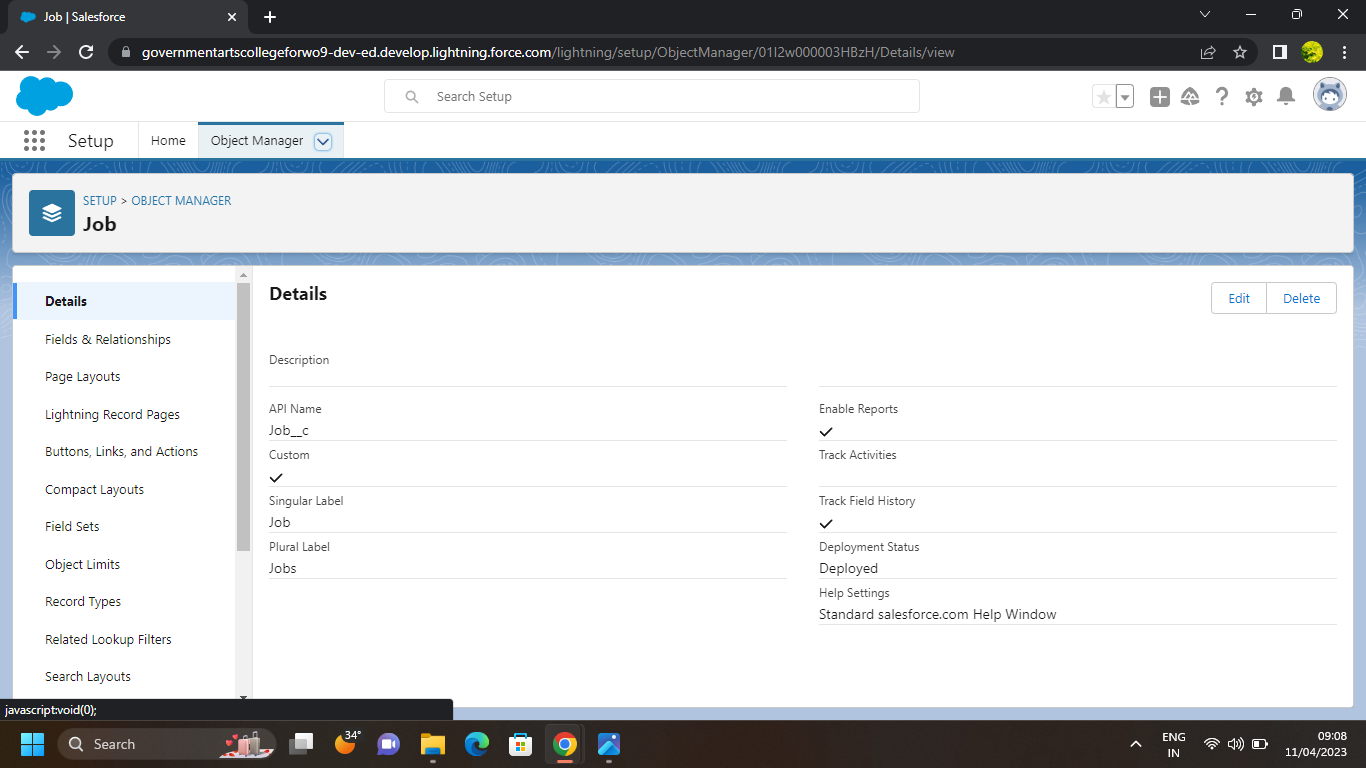 Job | Salesforce
governmentartscollegeforwo9-dev-ed.develop.lightning.force.com/lightning/setup/ObjectManager/01I2w000003HBzH/Details/view
Search Setup
Setup
Home
Object Manager
SETUP > OBJECT MANAGER
Job
Details
Fields & Relationships
Page Layouts
Lightning Record Pages
Buttons, Links, and Actions
Compact Layouts
Field Sets
Object Limits
Record Types
Related Lookup Filters
Search Layouts
Details
Edit
Delete
Description
API Name
Job__c
Custom
Singular Label
Job
Plural Label
Jobs
Enable Reports
Track Activities
Track Field History
Deployment Status
Deployed
Help Settings
Standard salesforce.com Help Window
javascript:void(0);
Search
34°
ENG
IN
09:08
11/04/2023